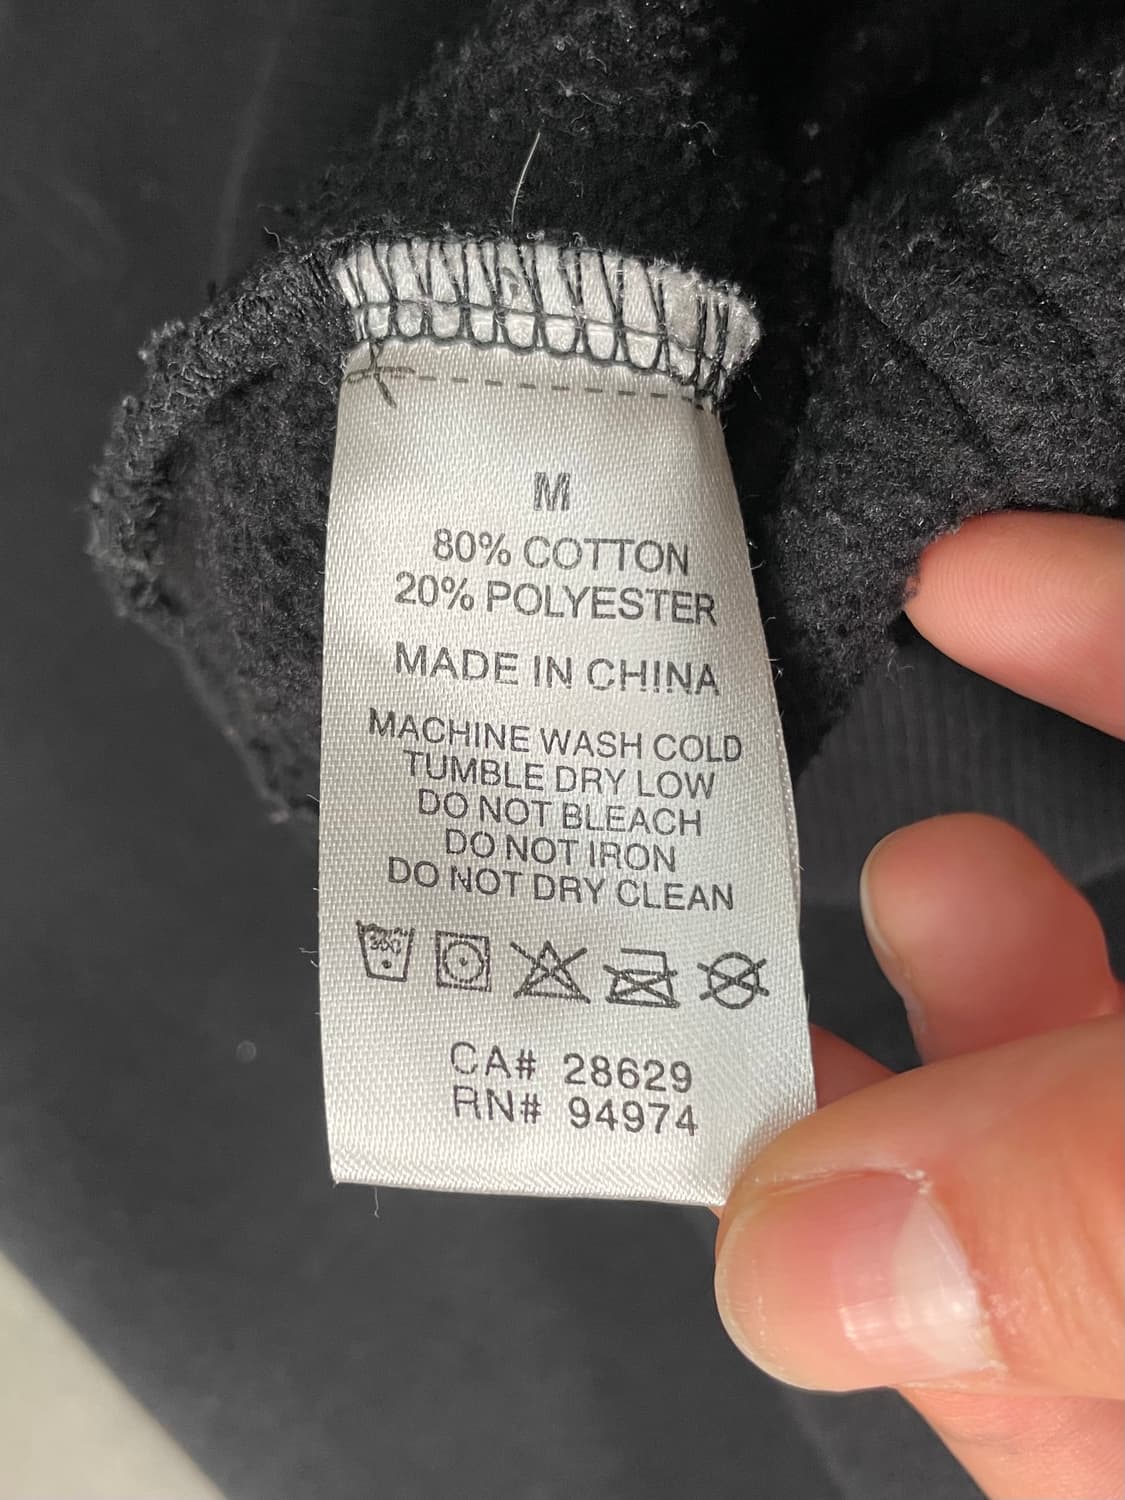 M
80% COTTON
20% POLYESTER
MADE IN CHINA
MACHINE WASH COLD
TUMBLE DRY LOW
DO NOT BLEACH
DO NOT IRON
DO NOT DRY CLEAN
30C
CA# 28629
RN# 94974